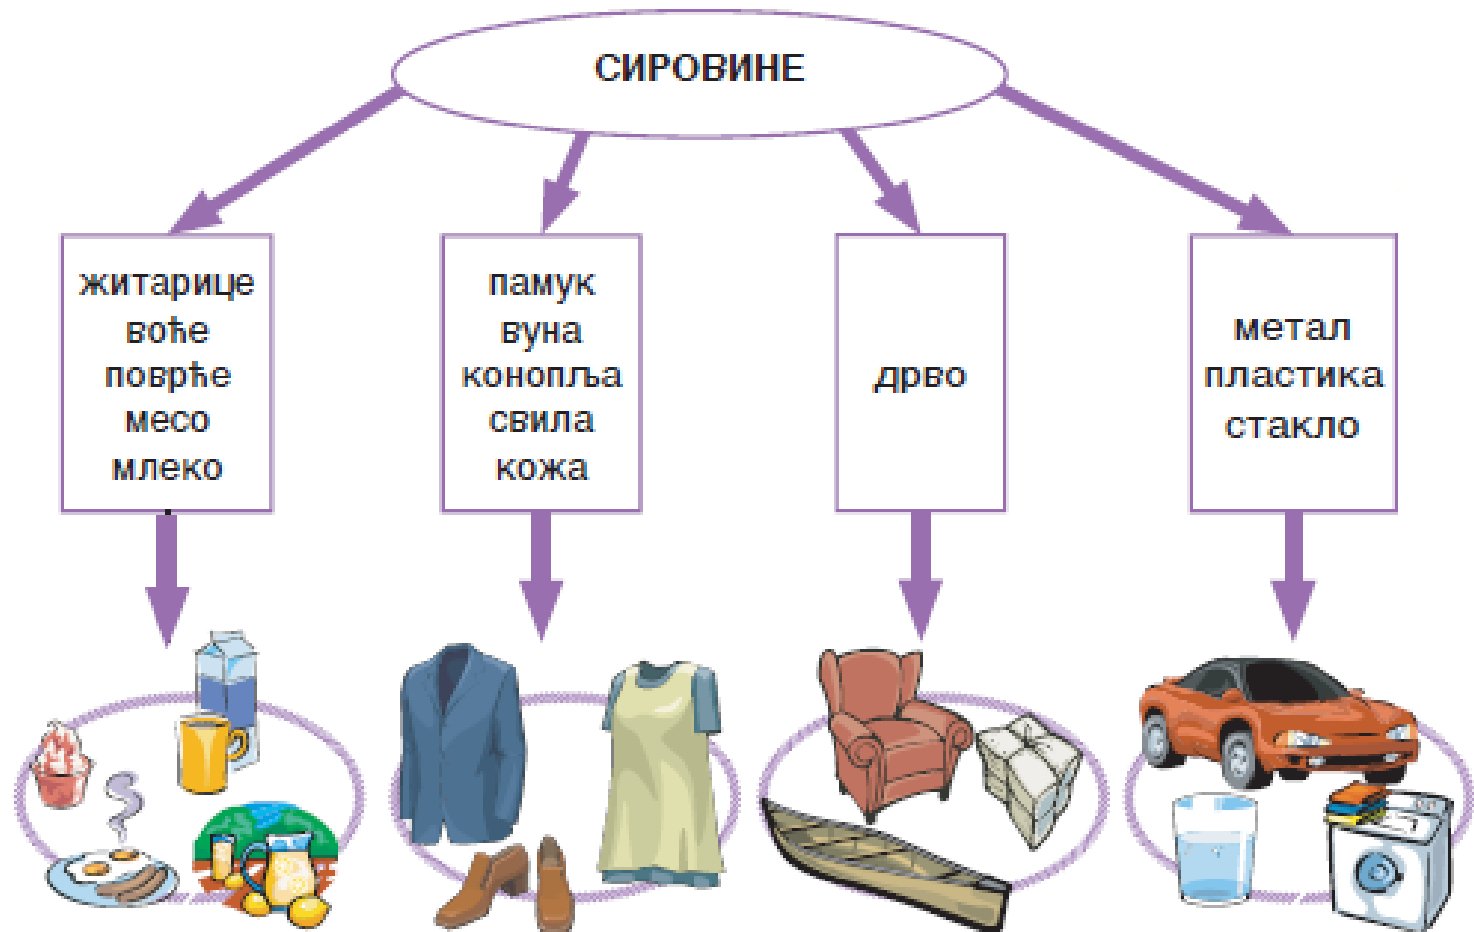 СИРОВИНЕ
житарице
воће
поврће
месо
млеко
памук
вуна
конопља
свила
кожа
дрво
метал
пластика
стакло